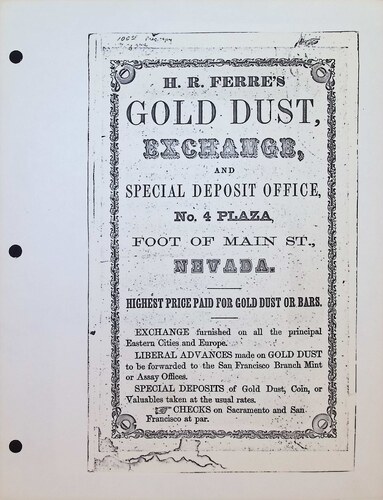 H. R. FERRE'S
GOLD DUST,
EXCHANGE,
AND
SPECIAL DEPOSIT OFFICE,
No. 4 PLAZA
FOOT OF MAIN ST.,
NEVADA.
HIGHEST PRICE PAID FOR GOLD DUST OR BARS.
EXCHANGE furnished on all the principal
Eastern Cities and Europe.
LIBERAL ADVANCES made on GOLD DUST
to be forwarded to the San Francisco Branch Mint
or Assay Offices.
SPECIAL DEPOSITS of Gold Dust, Coin, or
Valuables taken at the usual rates.
☞ CHECKS on Sacramento and San
Francisco at par.